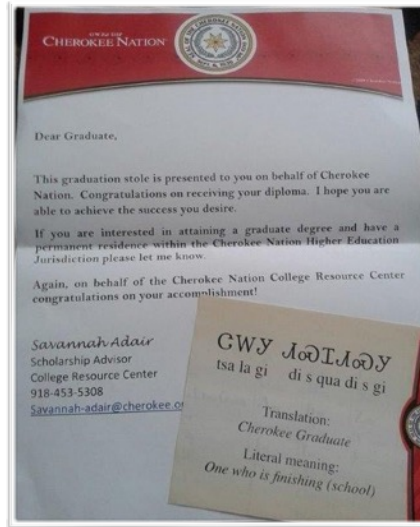 CHEROKEE NATION
Dear Graduate,
This graduation stole is presented to you on behalf of Cherokee
Nation. Congratulations on receiving your diploma. I hope you are
able to achieve the success you desire.
If you are interested in attaining a graduate degree and have a
permanent residence within the Cherokee Nation Higher Education
Jurisdiction please let me know.
Again, on behalf of the Cherokee Nation College Resource Center
congratulations on your accomplishment!
Savannah Adair
Scholarship Advisor
College Resource Center
918-453-5308
Savannah-adair@cherokee.o
ᏣᎳᎩ ᏗᏍᏆᏗᏍᎩ
tsa la gi di s qua di s gi
Translation:
Cherokee Graduate
Literal meaning:
One who is finishing (school)